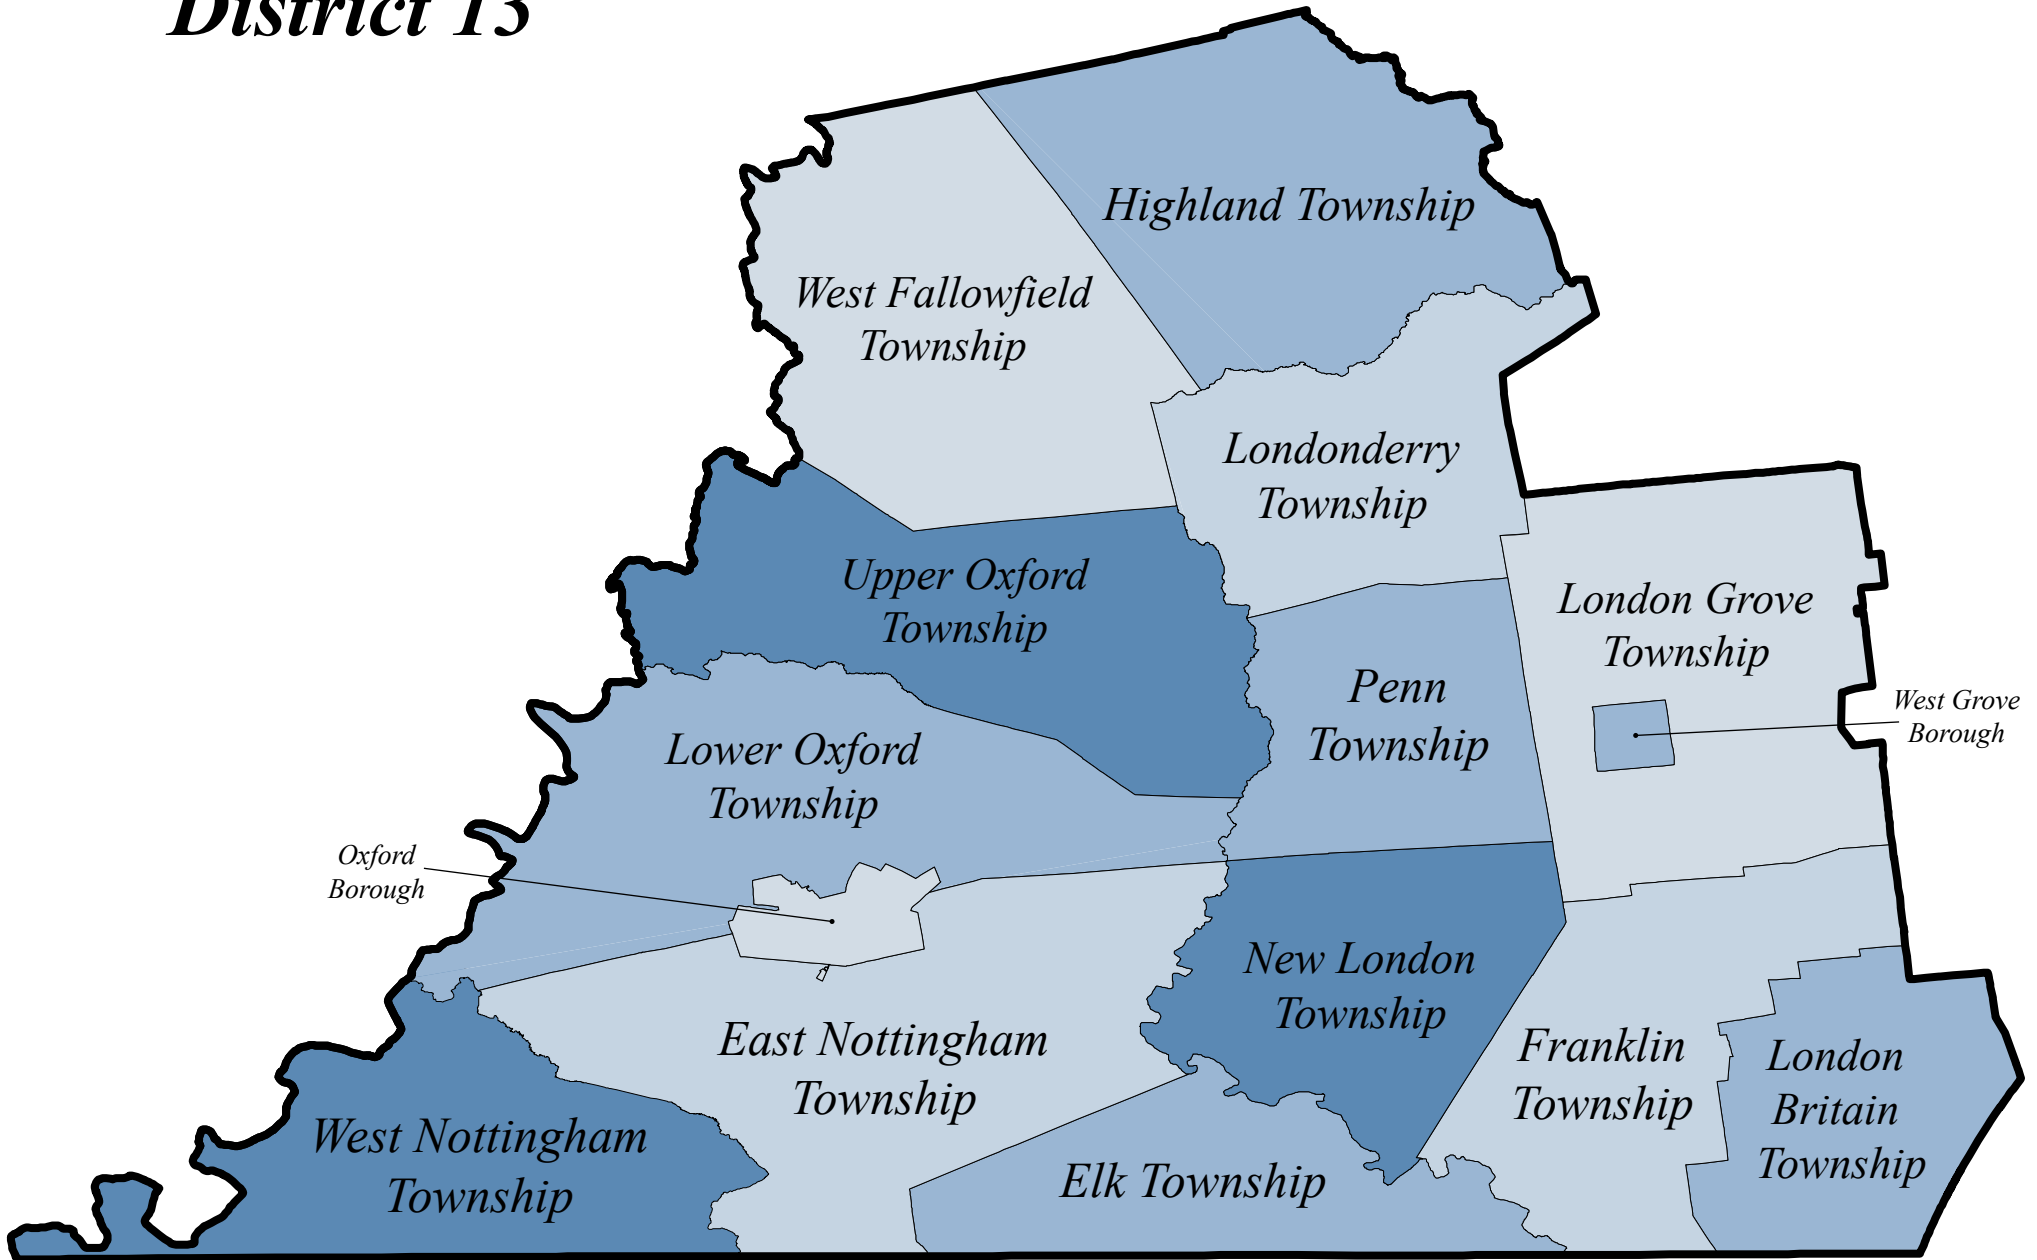 District 13
Highland Township
West Fallowfield
Township
Londonderry
Township
Upper Oxford
Township
London Grove
Township
Penn
Township
West Grove
Borough
Lower Oxford
Township
Oxford
Borough
New London
Township
East Nottingham
Township
Franklin
Township
London
Britain
Township
West Nottingham
Township
Elk Township